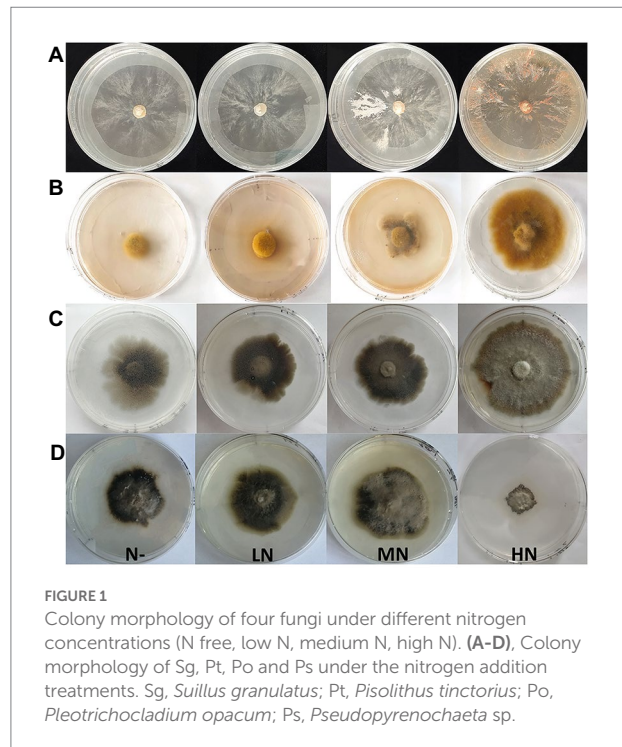 A
B
C
D
N- LN MN HN
FIGURE 1
Colony morphology of four fungi under different nitrogen
concentrations (N free, low N, medium N, high N). (A-D), Colony
morphology of Sg, Pt, Po and Ps under the nitrogen addition
treatments. Sg, Suillus granulatus; Pt, Pisolithus tinctorius; Po,
Pleotrichocladium opacum; Ps, Pseudopyrenochaeta sp.